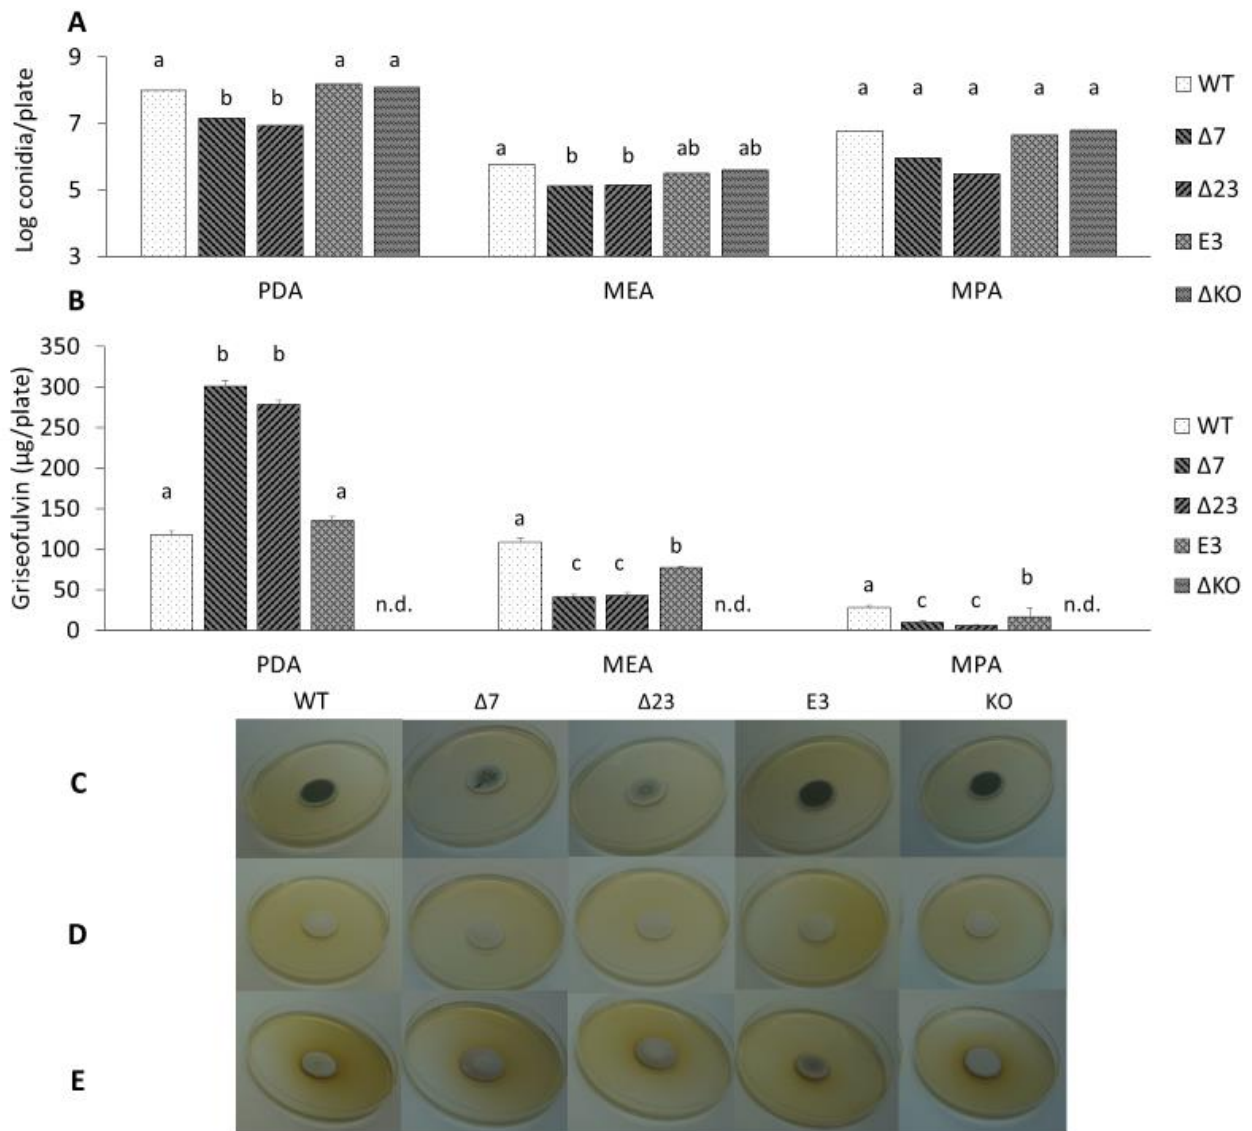 A
Log conidia/plate
9
7
5
3
a b b a a
a b b ab ab
a a a a a
PDA MEA MPA
WT
Δ7
Δ23
E3
ΔKO
B
Griseofulvin (µg/plate)
350
300
250
200
150
100
50
0
a b b a n.d.
a c c b n.d.
a c c b n.d.
PDA MEA MPA
WT
Δ7
Δ23
E3
ΔKO
WT Δ7 Δ23 E3 KO
C
D
E